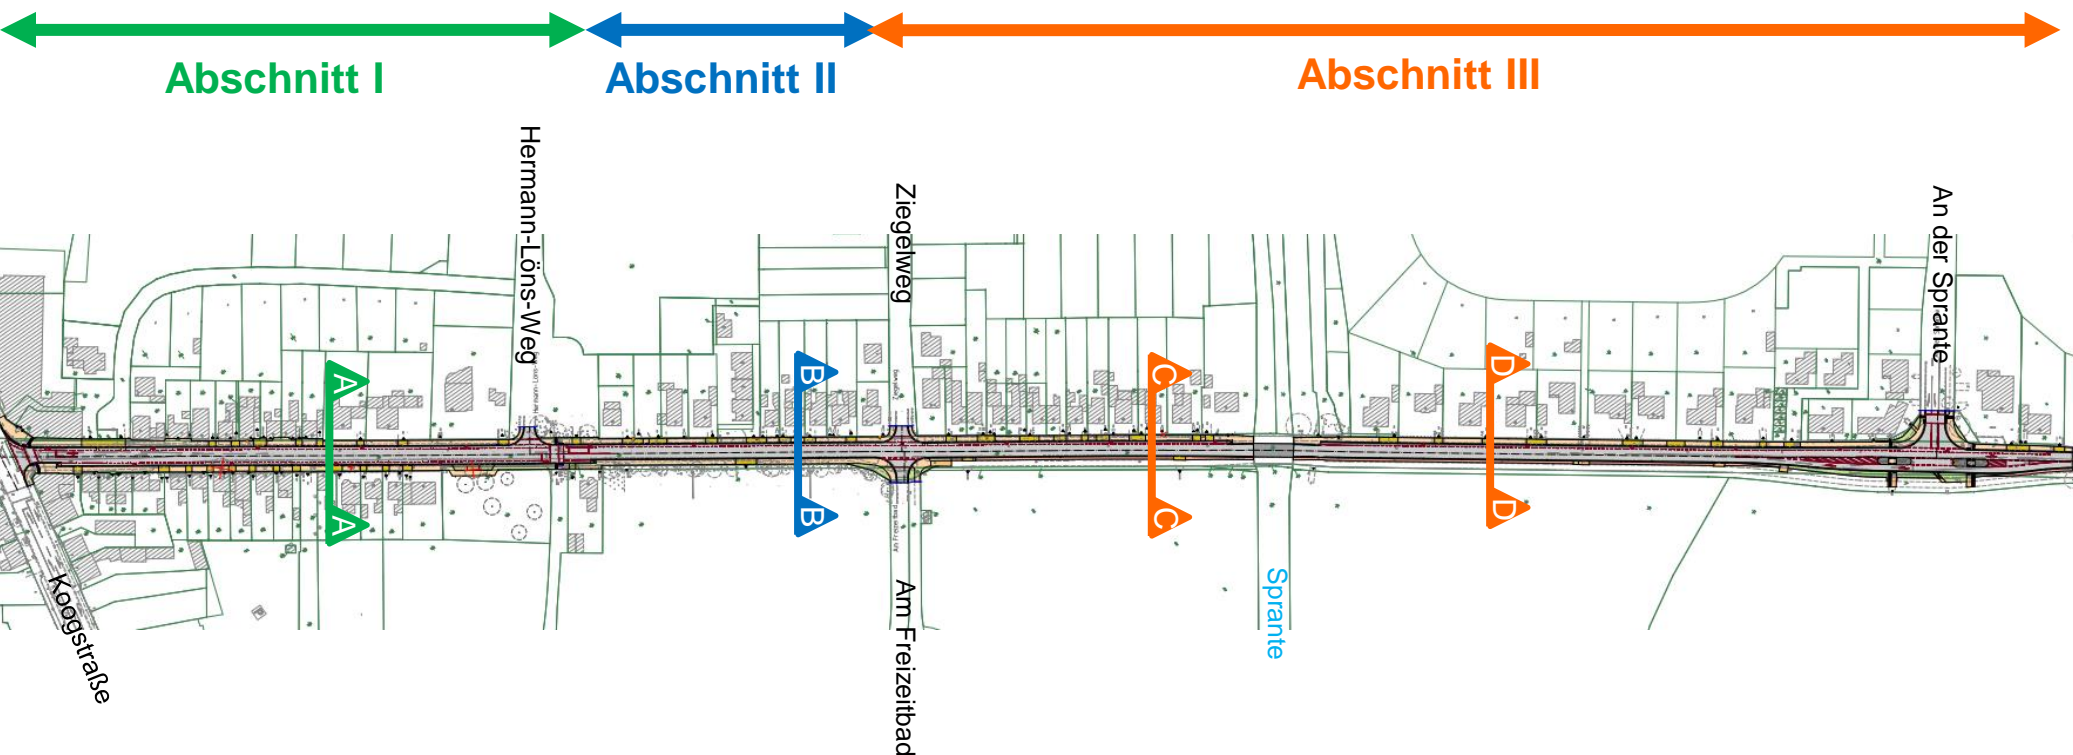 Abschnitt I
Abschnitt II
Abschnitt III
Hermann-Löns-Weg
Ziegelweg
An der Sprante
A
B
C
D
A
B
C
D
Koogstraße
Am Freizeitbad
Sprante